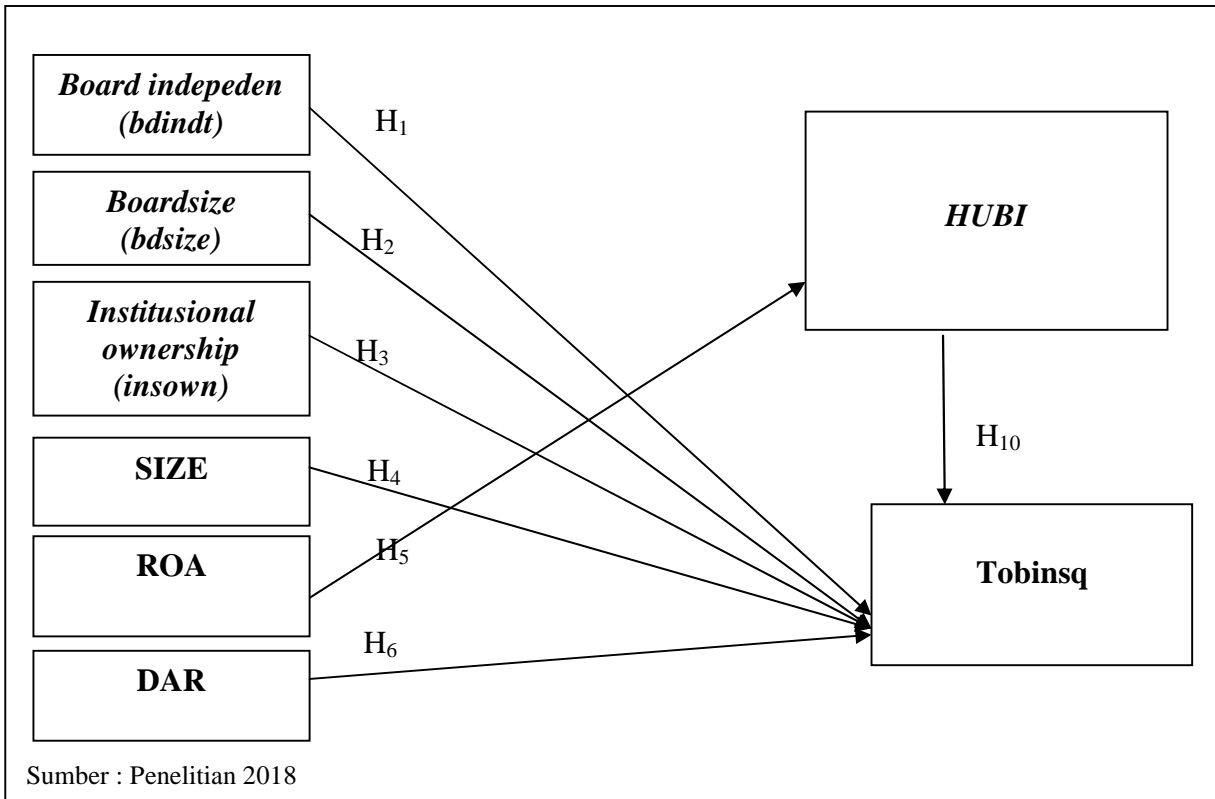 Board indepeden
(bdindt)
Boardsize
(bdsize)
Institusional
ownership
(insown)
SIZE
ROA
DAR
H1
H2
H3
H4
H5
H6
HUBI
H10
Tobinsq
Sumber : Penelitian 2018